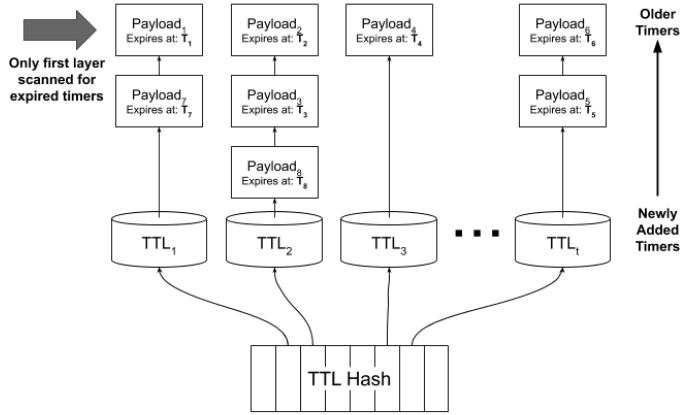 Only first layer
scanned for
expired timers
Payload1
Expires at: T1
Payload2
Expires at: T2
Payload4
Expires at: T4
Payload6
Expires at: T6
Older
Timers
Payload7
Expires at: T7
Payload3
Expires at: T3
Payload5
Expires at: T5
Payload8
Expires at: T8
Newly
Added
Timers
TTL1
TTL2
TTL3
...
TTLt
TTL Hash